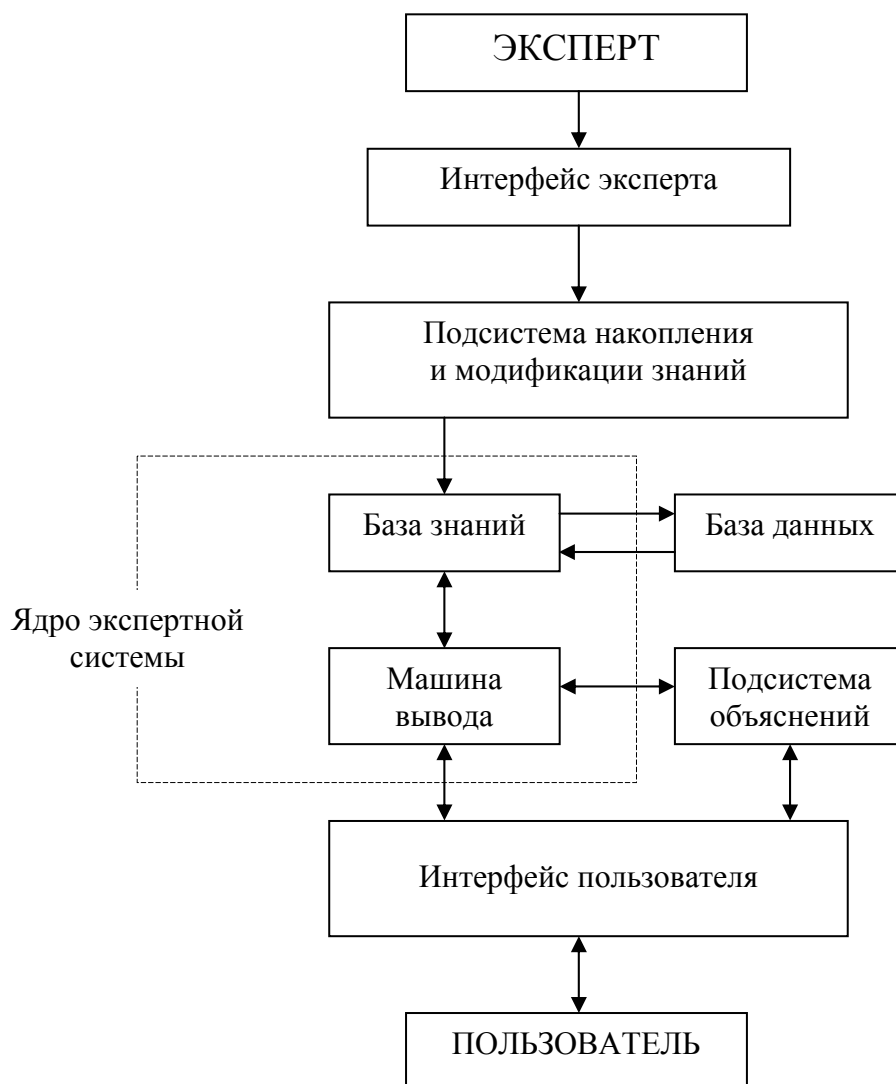 ЭКСПЕРТ
Интерфейс эксперта
Подсистема накопления
и модификации знаний
База знаний
База данных
Ядро экспертной
системы
Машина
вывода
Подсистема
объяснений
Интерфейс пользователя
ПОЛЬЗОВАТЕЛЬ